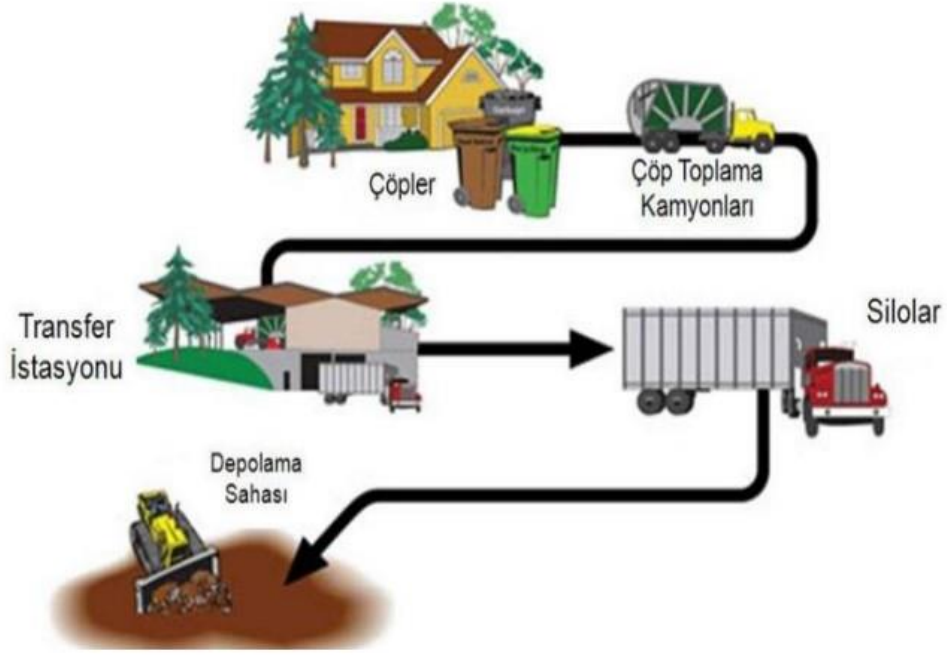 Çöpler
Çöp Toplama
Kamyonları
Transfer
İstasyonu
Silolar
Depolama
Sahası